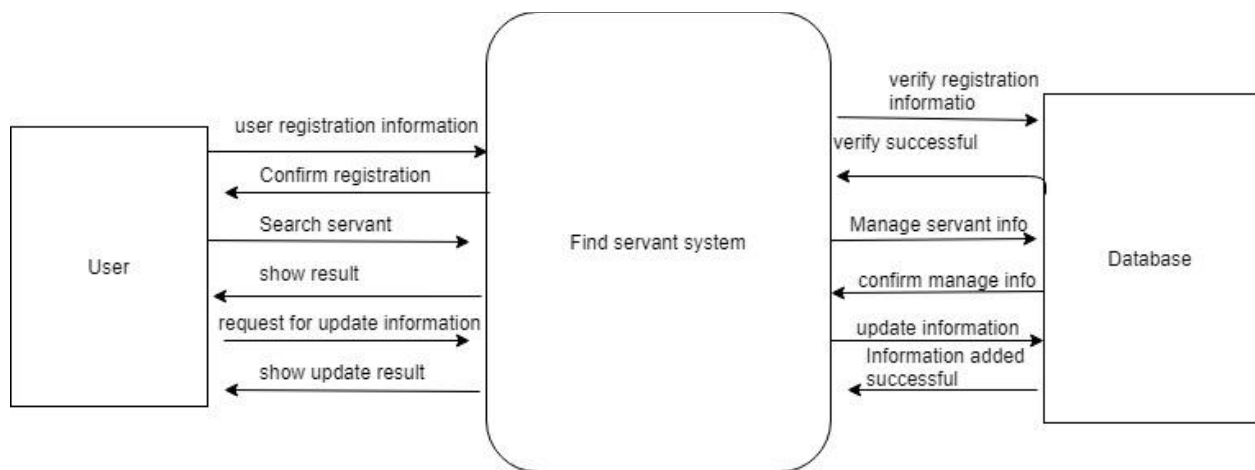 verify registration
informatio
user registration information
verify successful
Confirm registration
Search servant
Manage servant info
Find servant system
User
Database
show result
confirm manage info
request for update information
update information
Information added
successful
show update result